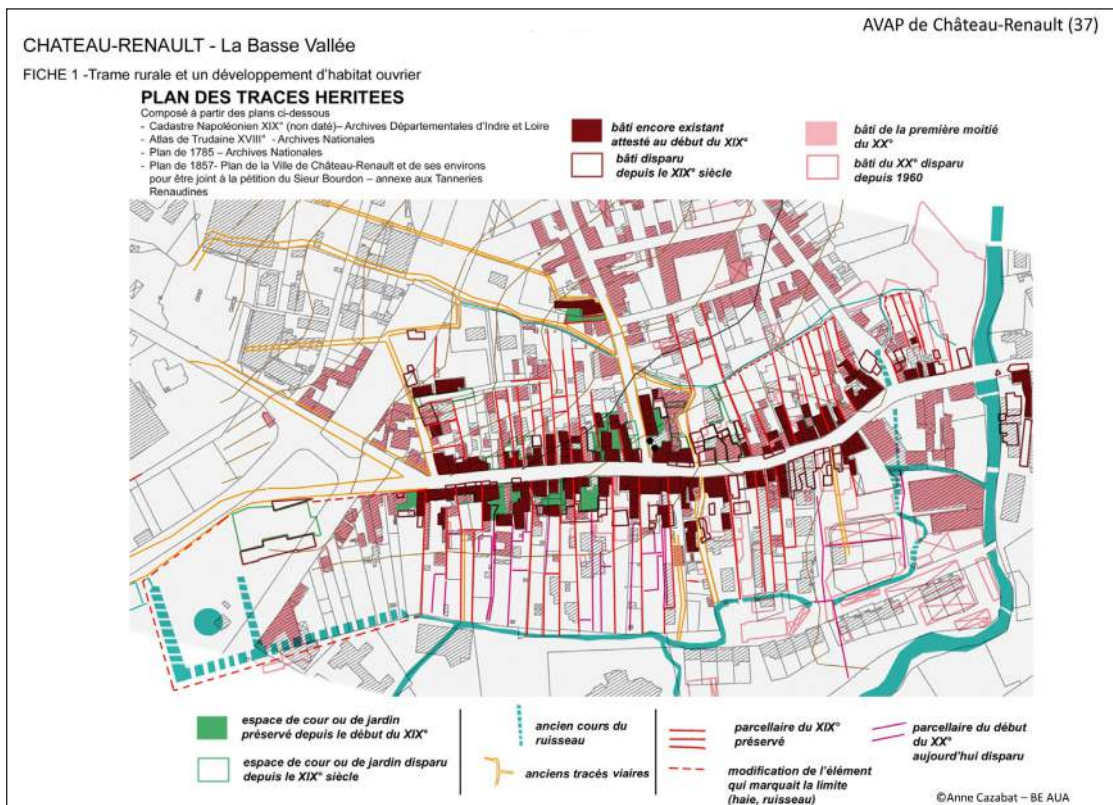 AVAP de Château-Renault (37)
CHATEAU-RENAULT - La Basse Vallée
FICHE 1 -Trame rurale et un développement d'habitat ouvrier
PLAN DES TRACES HERITEES
Composé à partir des plans ci-dessous
- Cadastre Napoléonien XIX° (non daté)– Archives Départementales d'Indre et Loire
- Atlas de Trudaine XVIII° - Archives Nationales
- Plan de 1785 – Archives Nationales
- Plan de 1857- Plan de la Ville de Château-Renault et de ses environs
pour être joint à la pétition du Sieur Bourdon – annexe aux Tanneries
Renaudines
bâti encore existant
attesté au début du XIX°
bâti disparu
depuis le XIX° siècle
bâti de la première moitié
du XX°
bâti du XX° disparu
depuis 1960
espace de cour ou de jardin
préservé depuis le début du XIX°
espace de cour ou de jardin disparu
depuis le XIX° siècle
ancien cours du
ruisseau
anciens tracés viaires
parcellaire du XIX°
préservé
modification de l'élément
qui marquait la limite
(haie, ruisseau)
parcellaire du début
du XX°
aujourd'hui disparu
©Anne Cazabat – BE AUA